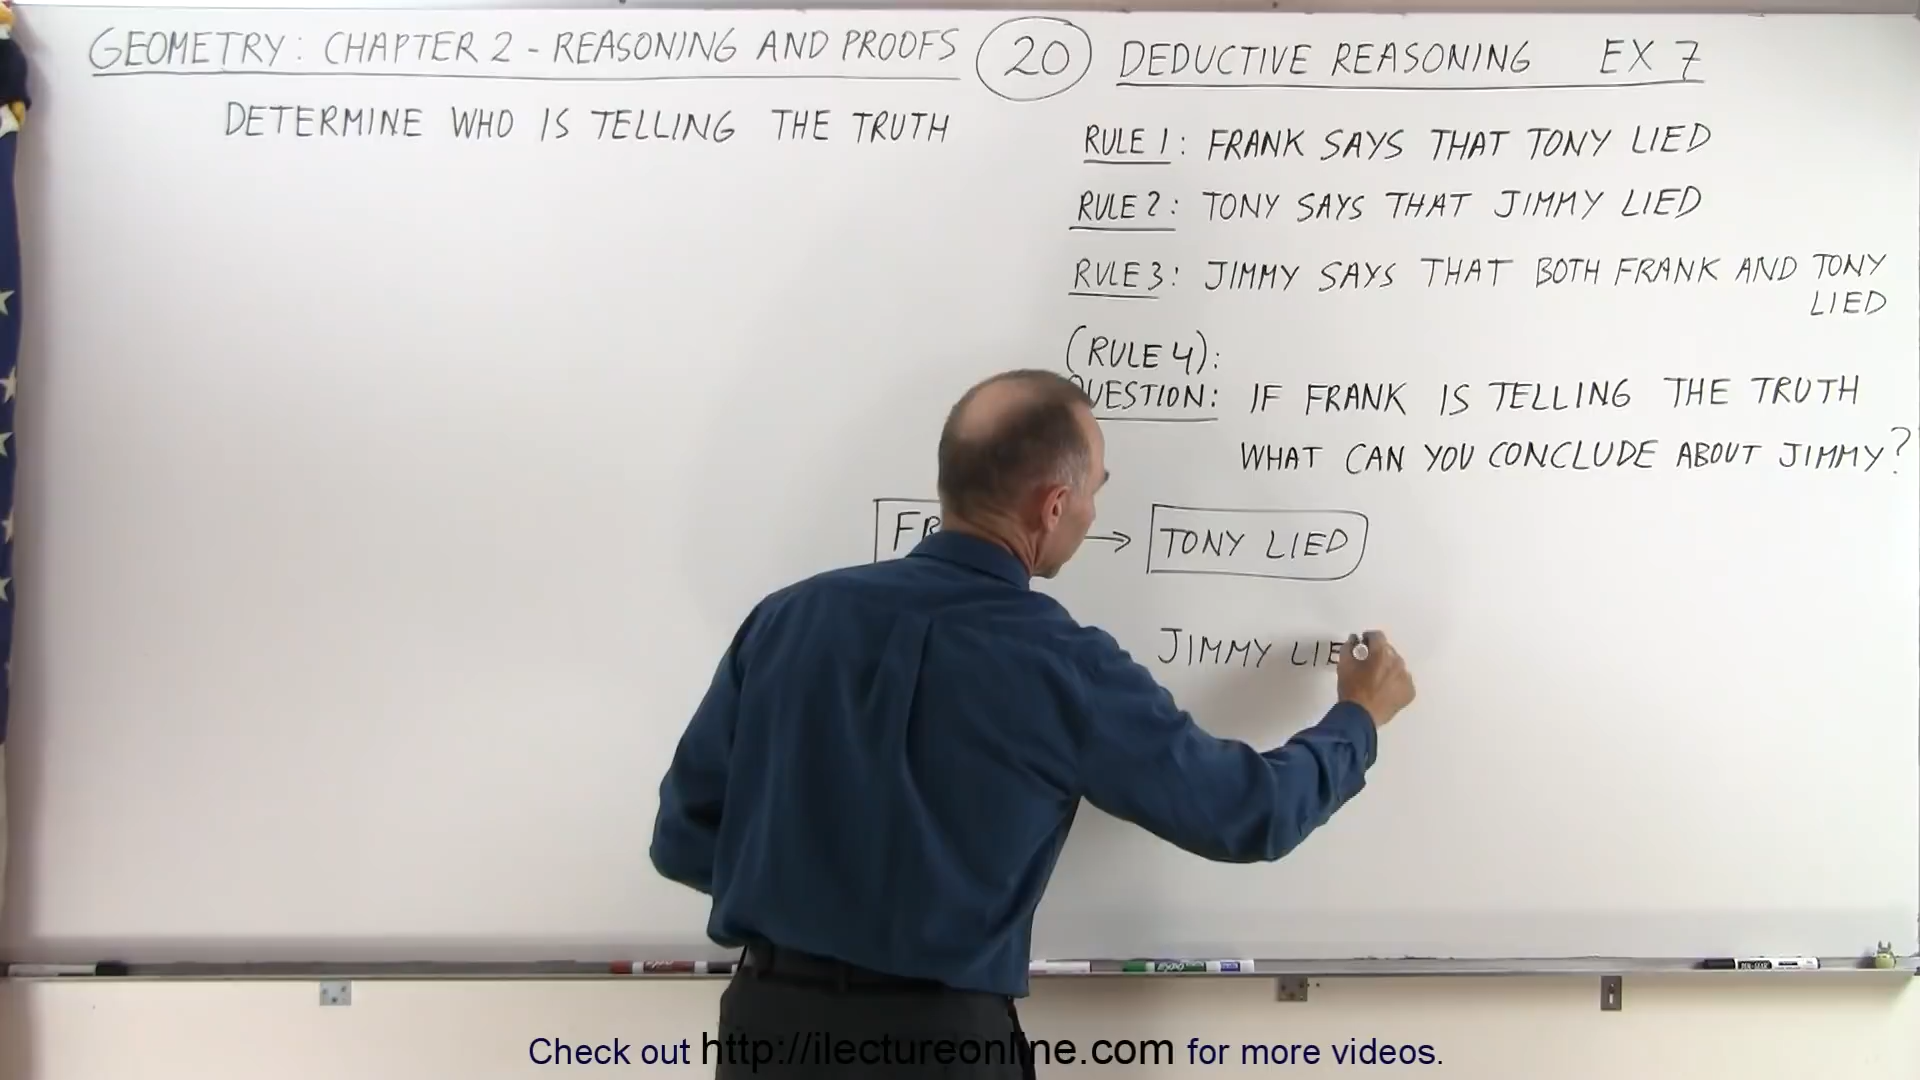 GEOMETRY: CHAPTER 2 - REASONING AND PROOFS 20 DEDUCTIVE REASONING EX 7
DETERMINE WHO IS TELLING THE TRUTH
RULE 1: FRANK SAYS THAT TONY LIED
RULE 2: TONY SAYS THAT JIMMY LIED
RULE 3: JIMMY SAYS THAT BOTH FRANK AND TONY
LIED
(RULE 4):
QUESTION: IF FRANK IS TELLING THE TRUTH
WHAT CAN YOU CONCLUDE ABOUT JIMMY?
→ TONY LIED
JIMMY LIE
Check out http://ilectureonline.com for more videos.